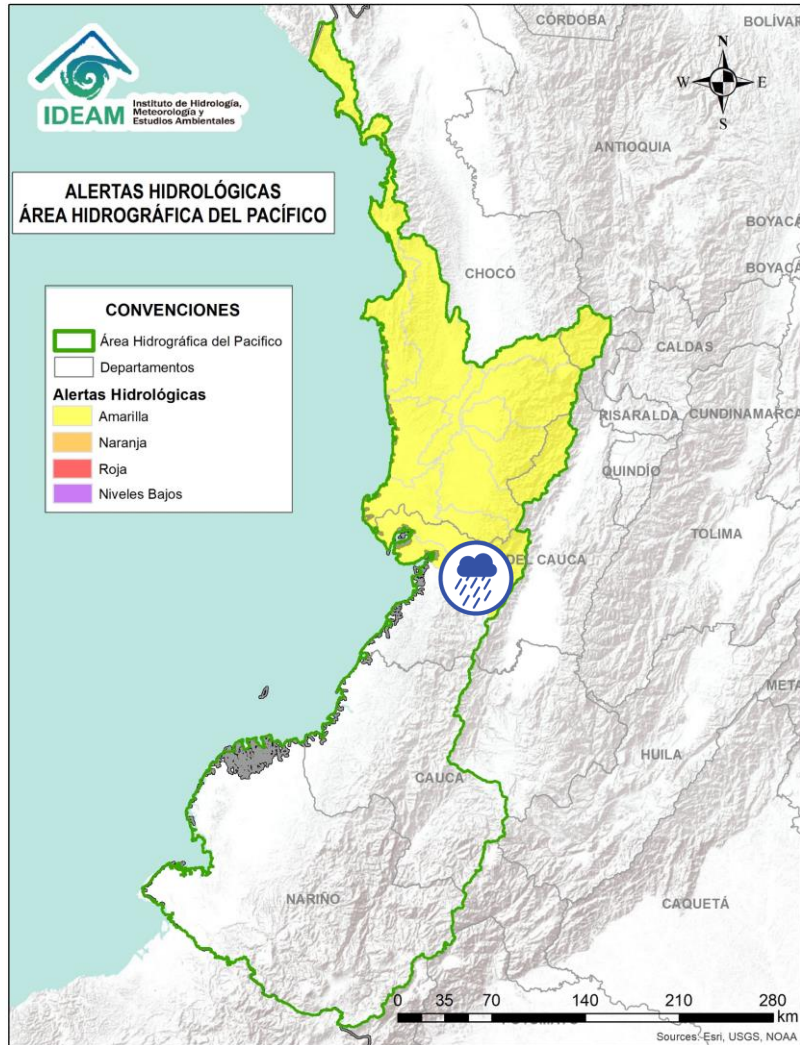 IDEAM
Instituto de Hidrología,
Meteorología y
Estudios Ambientales
ALERTAS HIDROLÓGICAS
ÁREA HIDROGRÁFICA DEL PACÍFICO
CONVENCIONES
Área Hidrográfica del Pacifico
Departamentos
Alertas Hidrológicas
Amarilla
Naranja
Roja
Niveles Bajos
N
W E
S
CÓRDOBA
BOLÍVAR
ANTIOQUIA
BOYACÁ
BOYACÁ
CHOCÓ
CALDAS
RISARALDA
CUNDINAMARCA
QUINDÍO
TOLIMA
DEL CAUCA
META
HUILA
CAUCA
NARIÑO
CAQUETÁ
0 35 70 140 210 280
km
Sources: Esri, USGS, NOAA